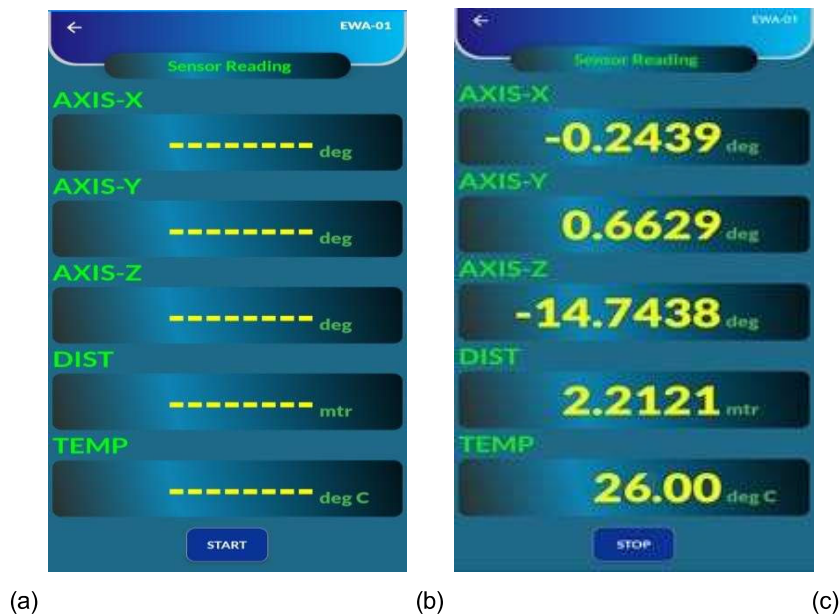 EWA-01
Sensor Reading
AXIS-X
-------- deg
AXIS-Y
-------- deg
AXIS-Z
-------- deg
DIST
-------- mtr
TEMP
-------- deg C
START
EWA-01
Sensor Reading
AXIS-X
-0.2439 deg
AXIS-Y
0.6629 deg
AXIS-Z
-14.7438 deg
DIST
2.2121 mtr
TEMP
26.00 deg C
STOP
(a) (b) (c)